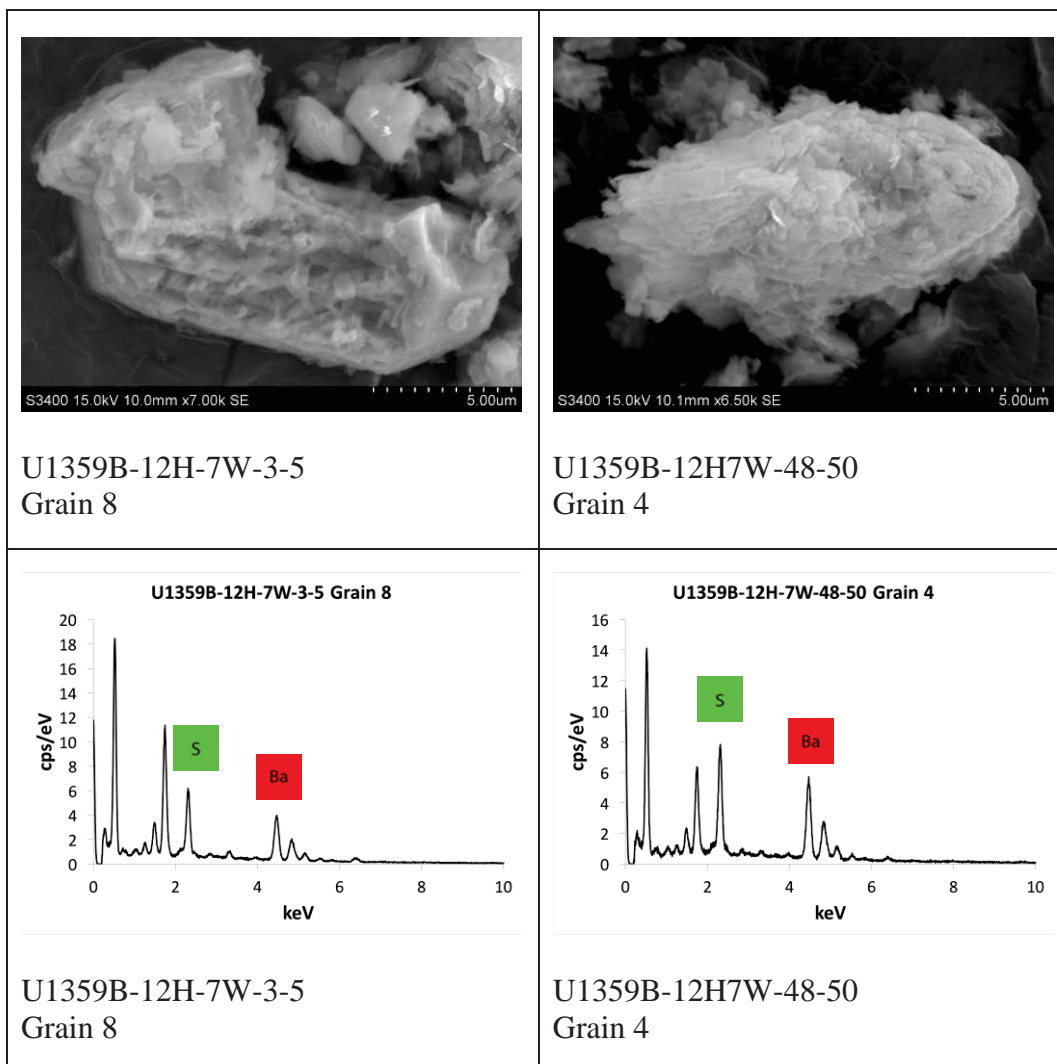 S3400 15.0kV 10.0mm x7.00k SE 5.00um
U1359B-12H-7W-3-5
Grain 8
S3400 15.0kV 10.1mm x6.50k SE 5.00um
U1359B-12H7W-48-50
Grain 4
U1359B-12H-7W-3-5 Grain 8
20
18
16
14
12
10
8
6
4
2
0
cps/eV
S
Ba
0 2 4 6 8 10
keV
U1359B-12H-7W-3-5
Grain 8
U1359B-12H-7W-48-50 Grain 4
16
14
12
10
8
6
4
2
0
cps/eV
S
Ba
0 2 4 6 8 10
keV
U1359B-12H7W-48-50
Grain 4